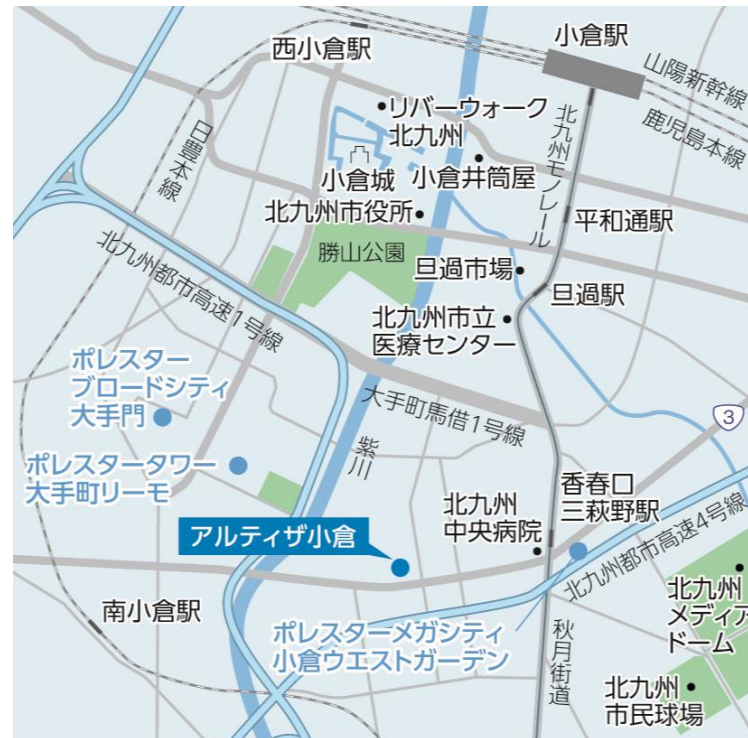 小倉駅
西小倉駅
山陽新幹線
鹿児島本線
リバーウォーク
北九州
北九州モノレール
日豊本線
小倉城
小倉井筒屋
北九州市役所
平和通駅
勝山公園
旦過市場
旦過駅
北九州都市高速1号線
北九州市立
医療センター
ポレスター
ブロードシティ
大手門
大手町馬借1号線
3
紫川
ポレスタータワー
大手町リーモ
香春口
三萩野駅
北九州
中央病院
アルティザ小倉
北九州都市高速4号線
北九州
メディア
ドーム
南小倉駅
ポレスターメガシティ
小倉ウエストガーデン
秋月街道
北九州
市民球場